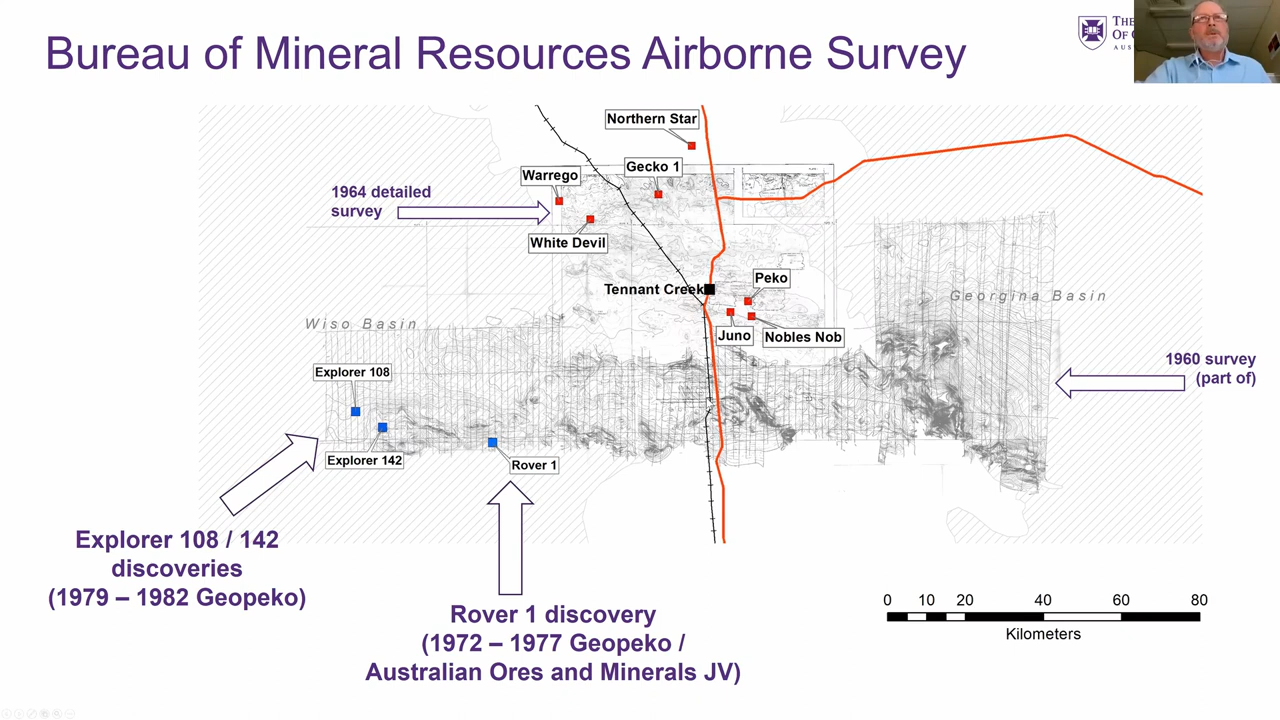 Bureau of Mineral Resources Airborne Survey
THE
OF
AUS
Northern Star
Gecko 1
Warrego
1964 detailed
survey
White Devil
Peko
Tennant Creek
Georgina Basin
Wiso Basin
Juno
Nobles Nob
1960 survey
(part of)
Explorer 108
Explorer 142
Rover 1
Explorer 108 / 142
discoveries
(1979 – 1982 Geopeko)
Rover 1 discovery
(1972 – 1977 Geopeko /
Australian Ores and Minerals JV)
0 10 20 40 60 80
Kilometers